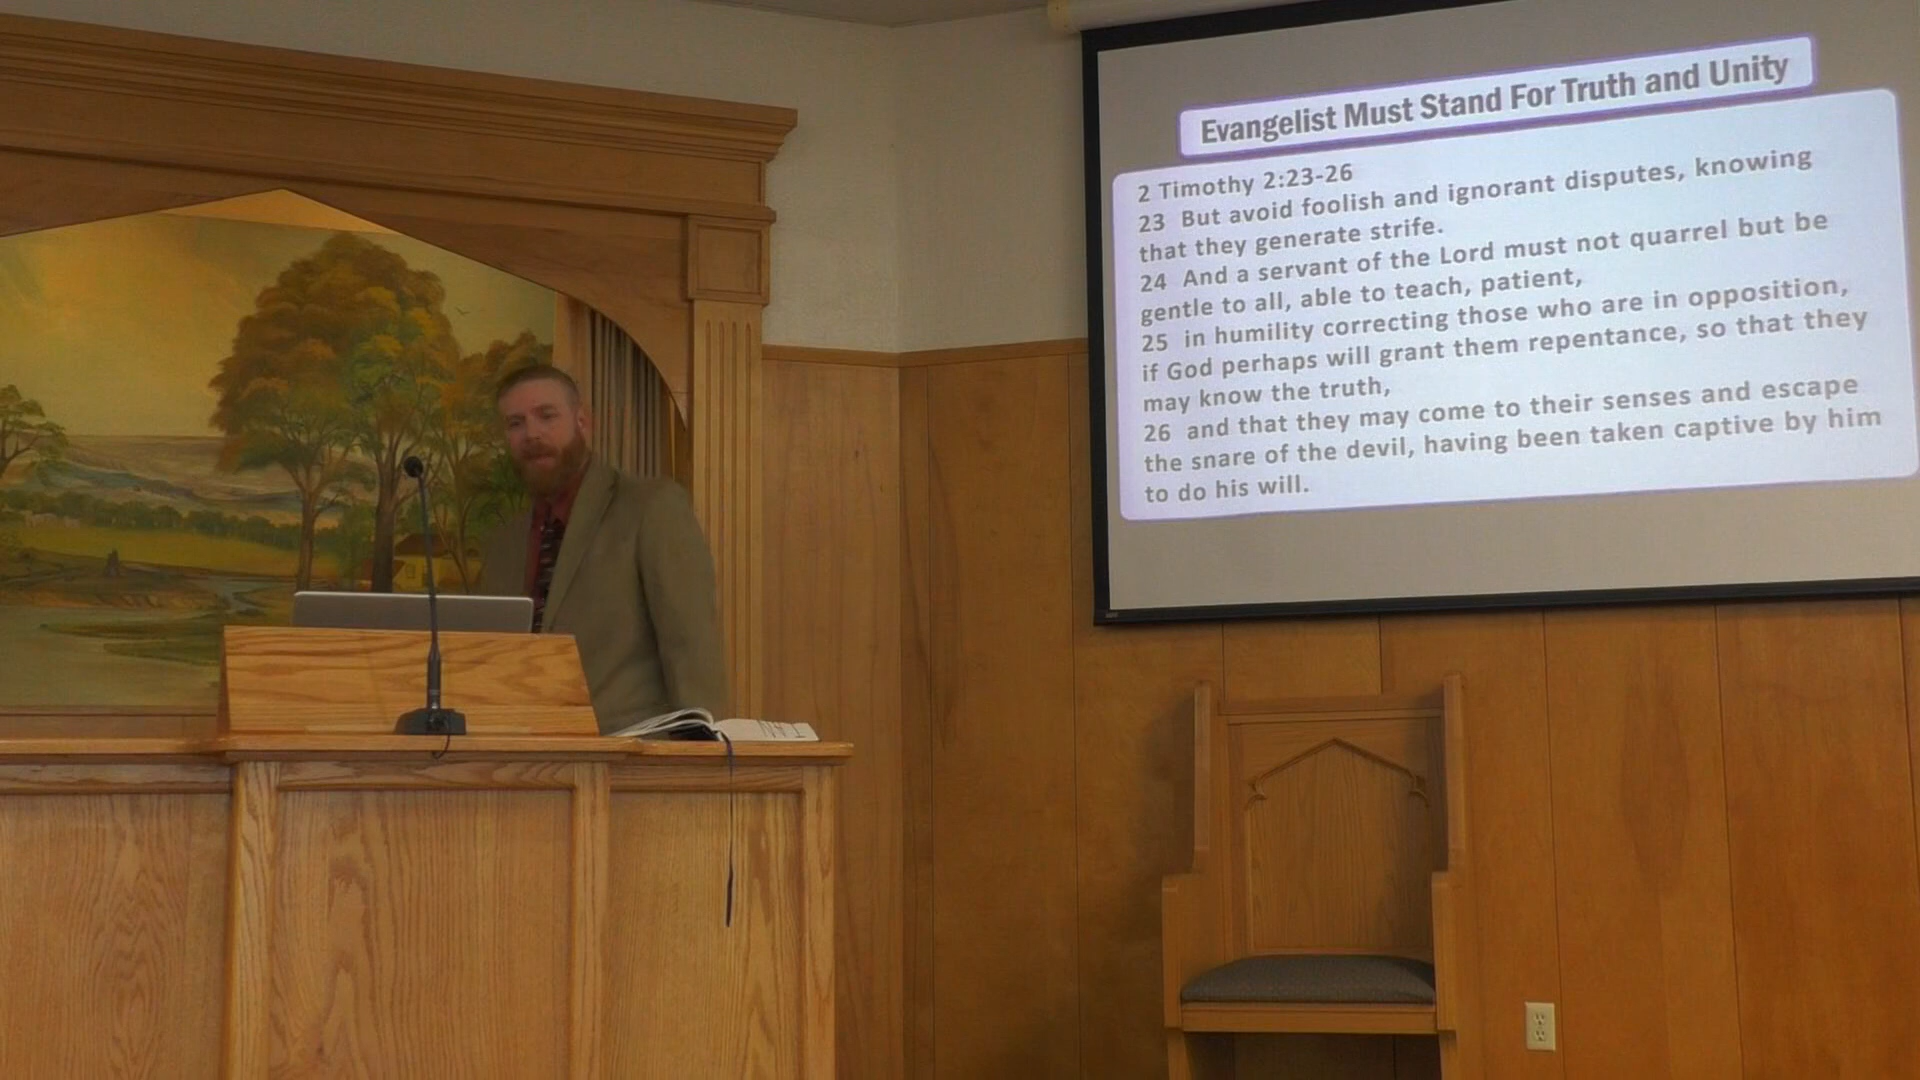 Evangelist Must Stand For Truth and Unity
2 Timothy 2:23-26
23 But avoid foolish and ignorant disputes, knowing
that they generate strife.
24 And a servant of the Lord must not quarrel but be
gentle to all, able to teach, patient,
25 in humility correcting those who are in opposition,
if God perhaps will grant them repentance, so that they
may know the truth,
26 and that they may come to their senses and escape
the snare of the devil, having been taken captive by him
to do his will.